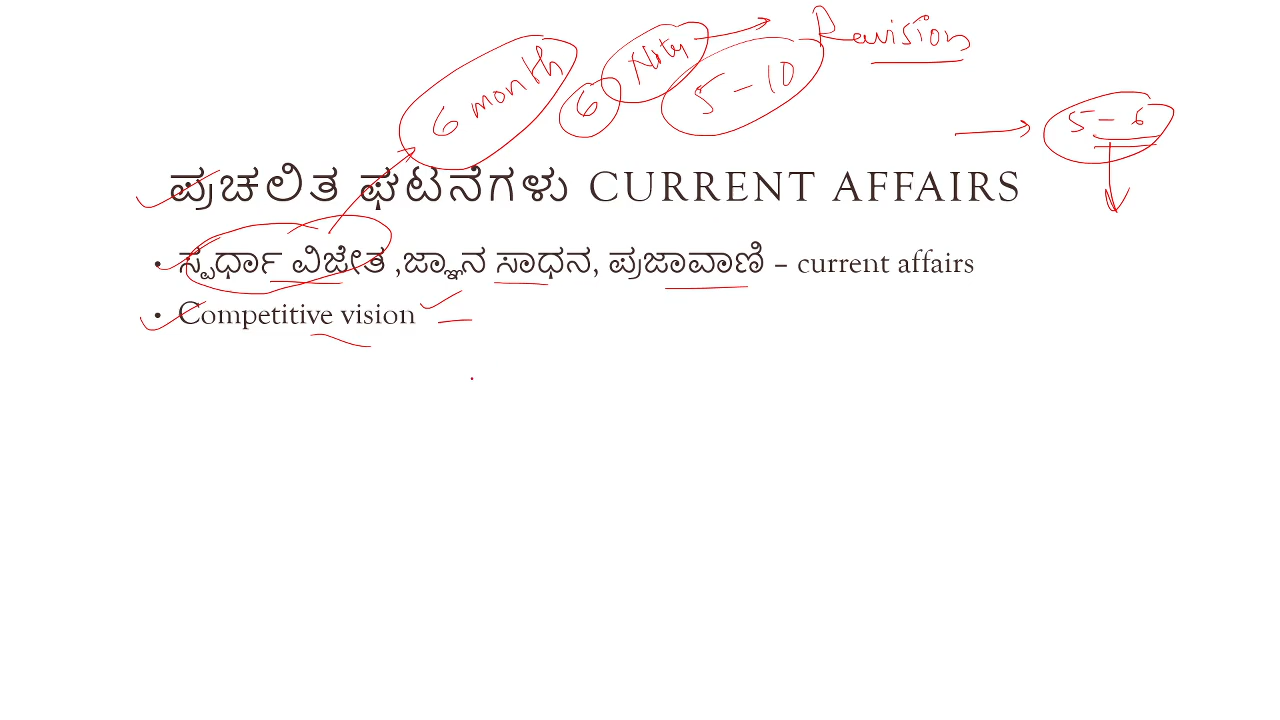 6 month 6 Notes 5 - 10 Revision
5 - 6
ಪ್ರಚಲಿತ ಘಟನೆಗಳು CURRENT AFFAIRS
• ಸ್ಪರ್ಧಾ ವಿಜೇತ ,ಜ್ಞಾನ ಸಾಧನ, ಪ್ರಜಾವಾಣಿ – current affairs
• Competitive vision